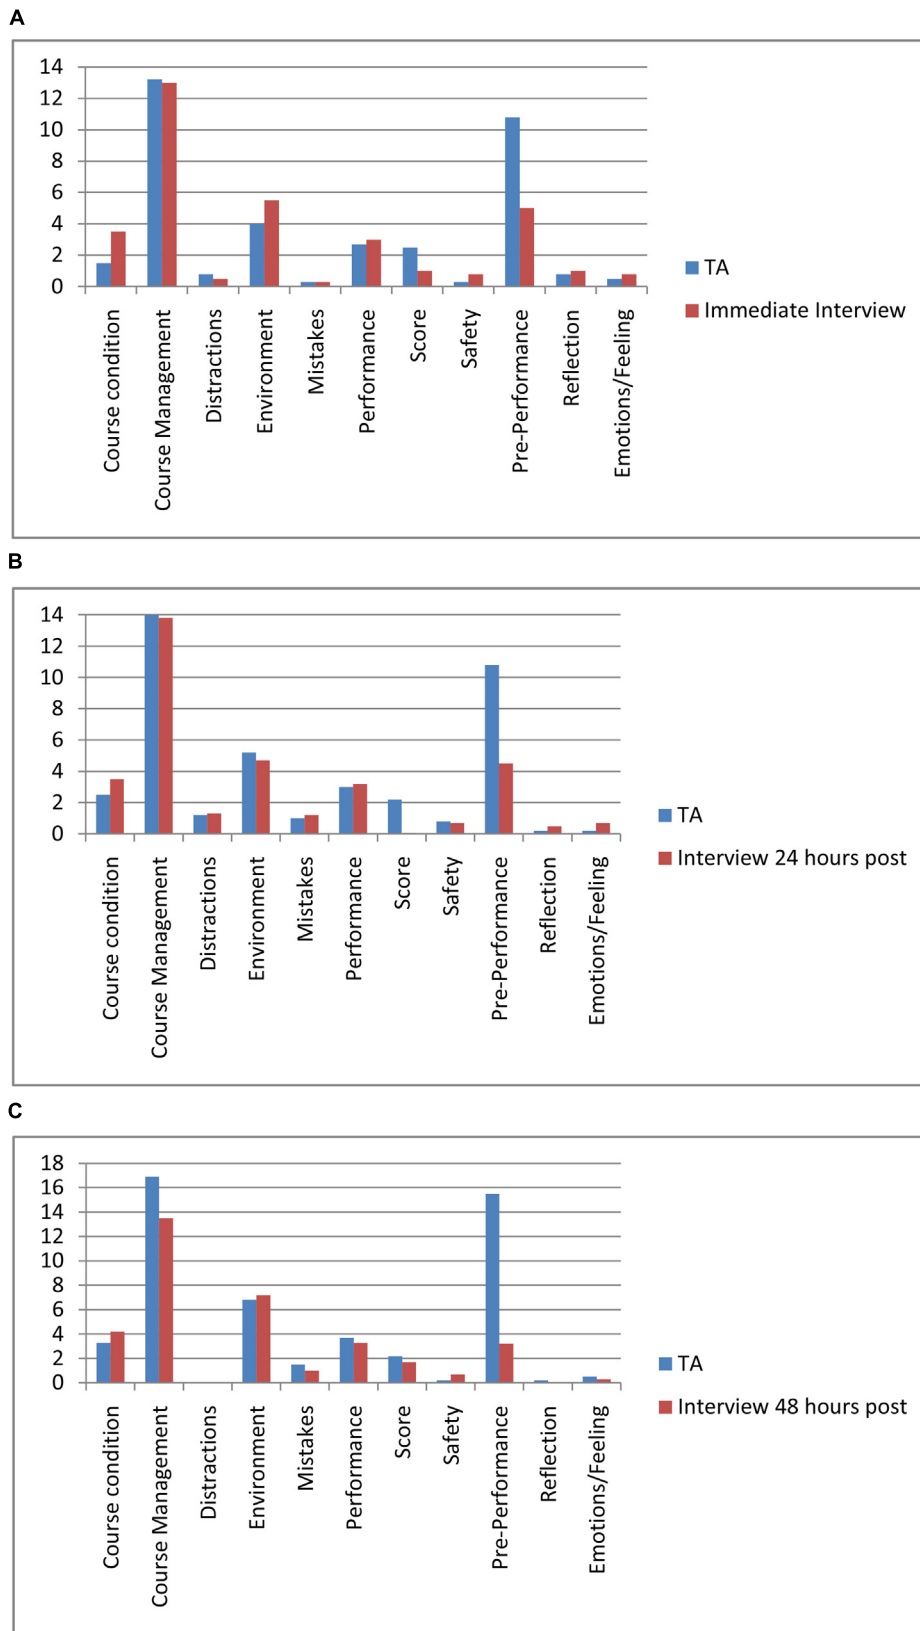 A
14
12
10
8
6
4
2
0
Course condition
Course Management
Distractions
Environment
Mistakes
Performance
Score
Safety
Pre-Performance
Reflection
Emotions/Feeling
TA
Immediate Interview
B
14
12
10
8
6
4
2
0
Course condition
Course Management
Distractions
Environment
Mistakes
Performance
Score
Safety
Pre-Performance
Reflection
Emotions/Feeling
TA
Interview 24 hours post
C
18
16
14
12
10
8
6
4
2
0
Course condition
Course Management
Distractions
Environment
Mistakes
Performance
Score
Safety
Pre-Performance
Reflection
Emotions/Feeling
TA
Interview 48 hours post